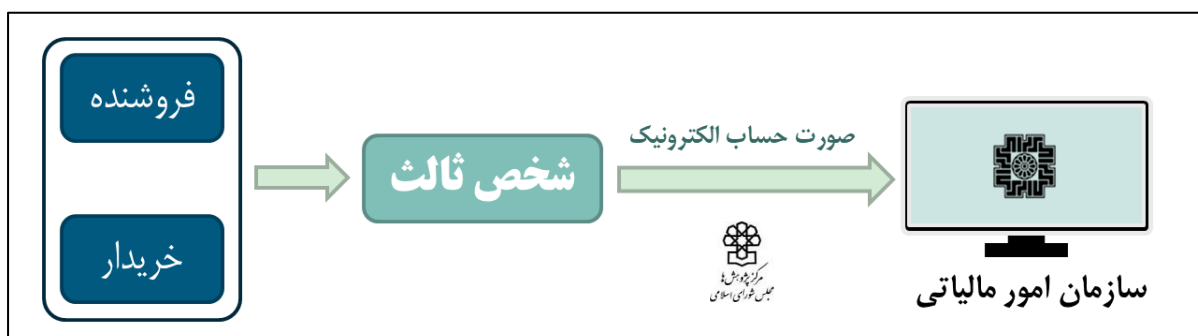 فروشنده
خریدار
شخص ثالث
صورت حساب الکترونیک
مرکز پژوهش‌ها
مجلس شورای اسلامی
سازمان امور مالیاتی